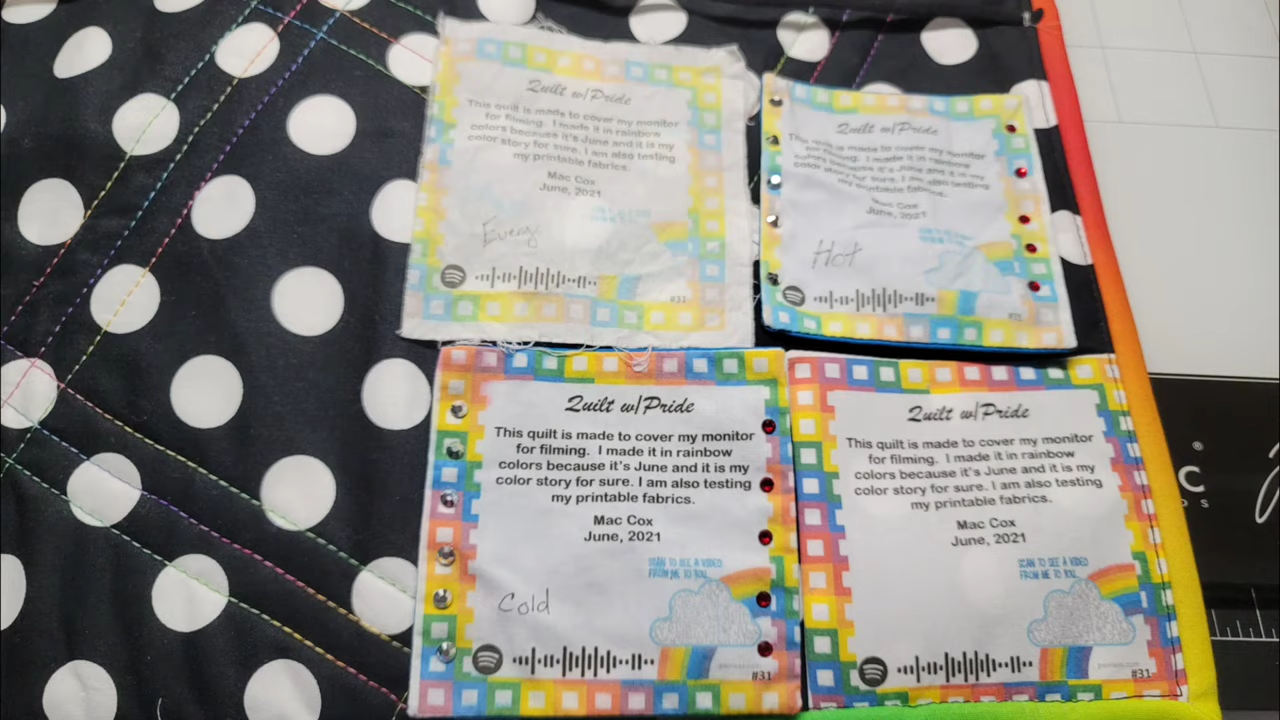 Quilt w/Pride
This quilt is made to cover my monitor
for filming. I made it in rainbow
colors because it's June and it is my
color story for sure. I am also testing
my printable fabrics.
Mac Cox
June, 2021
#31
Quilt w/Pride
This quilt is made to cover my monitor
for filming. I made it in rainbow
colors because it's June and it is my
color story for sure. I am also testing
my printable fabrics.
Mac Cox
June, 2021
Hot
Quilt w/Pride
This quilt is made to cover my monitor
for filming. I made it in rainbow
colors because it's June and it is my
color story for sure. I am also testing
my printable fabrics.
Mac Cox
June, 2021
SCAN TO SEE A VIDEO
FROM ME TO YOU...
Cold
#31
Quilt w/Pride
This quilt is made to cover my monitor
for filming. I made it in rainbow
colors because it's June and it is my
color story for sure. I am also testing
my printable fabrics.
Mac Cox
June, 2021
SCAN TO SEE A VIDEO
FROM ME TO YOU...
#31